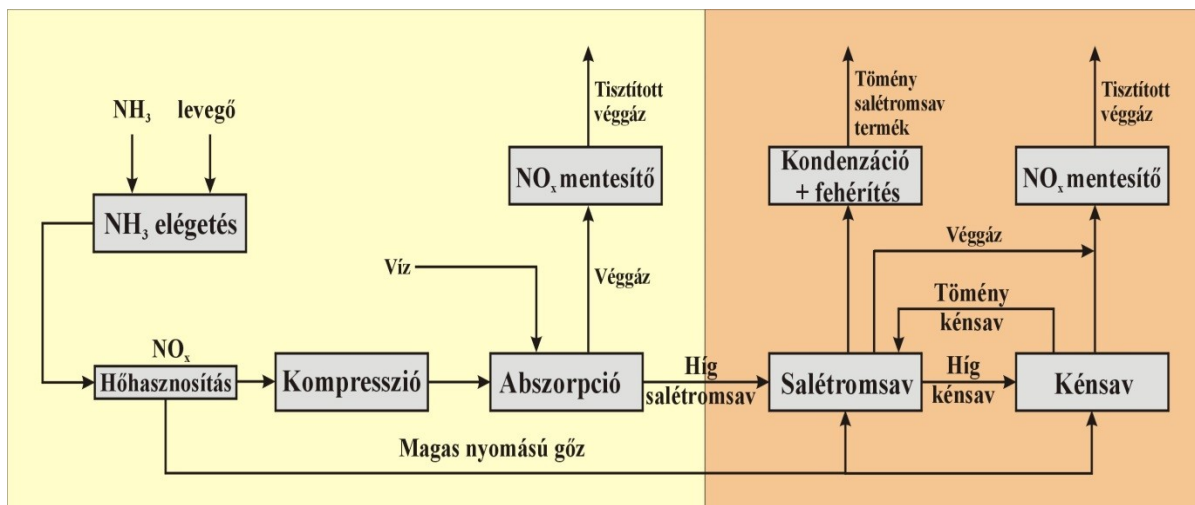 NH₃ levegő
NH₃ elégetés
NOₓ
Hőhasznosítás
Kompresszió
Víz
Abszorpció
Véggáz
NOₓ mentesítő
Tisztított
véggáz
Híg
salétromsav
Magas nyomású gőz
Tömény
salétromsav
termék
Kondenzáció
+ fehérítés
Salétromsav
Véggáz
Tömény
kénsav
Híg
kénsav
Kénsav
NOₓ mentesítő
Tisztított
véggáz